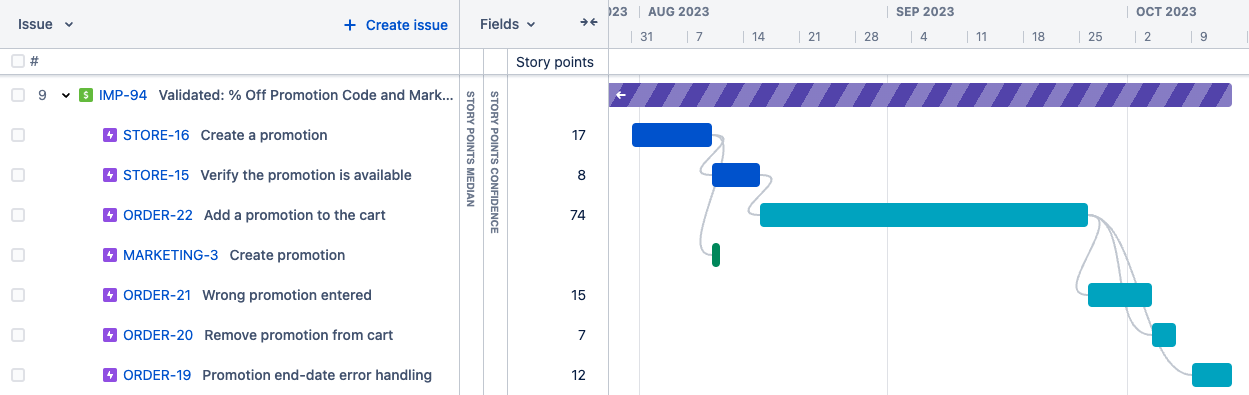 Issue
+ Create issue
Fields
023
AUG 2023
SEP 2023
OCT 2023
31
7
14
21
28
4
11
18
25
2
9
#
Story points
STORY POINTS MEDIAN
STORY POINTS CONFIDENCE
9 $ IMP-94 Validated: % Off Promotion Code and Mark...
STORE-16 Create a promotion 17
STORE-15 Verify the promotion is available 8
ORDER-22 Add a promotion to the cart 74
MARKETING-3 Create promotion
ORDER-21 Wrong promotion entered 15
ORDER-20 Remove promotion from cart 7
ORDER-19 Promotion end-date error handling 12